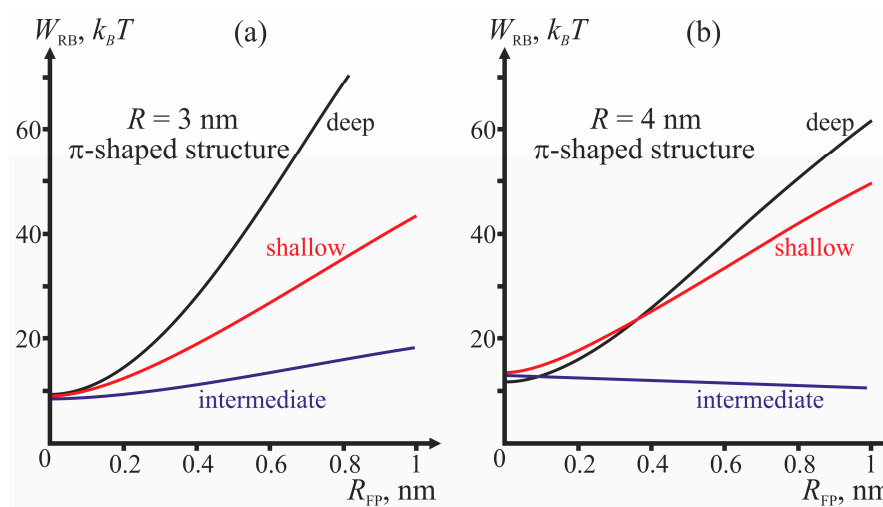 W_RB, k_BT (a)
R = 3 nm
π-shaped structure
deep
shallow
intermediate
60
40
20
0
0.2 0.4 0.6 0.8 1
R_FP, nm
W_RB, k_BT (b)
R = 4 nm
π-shaped structure
deep
shallow
intermediate
60
40
20
0
0.2 0.4 0.6 0.8 1
R_FP, nm